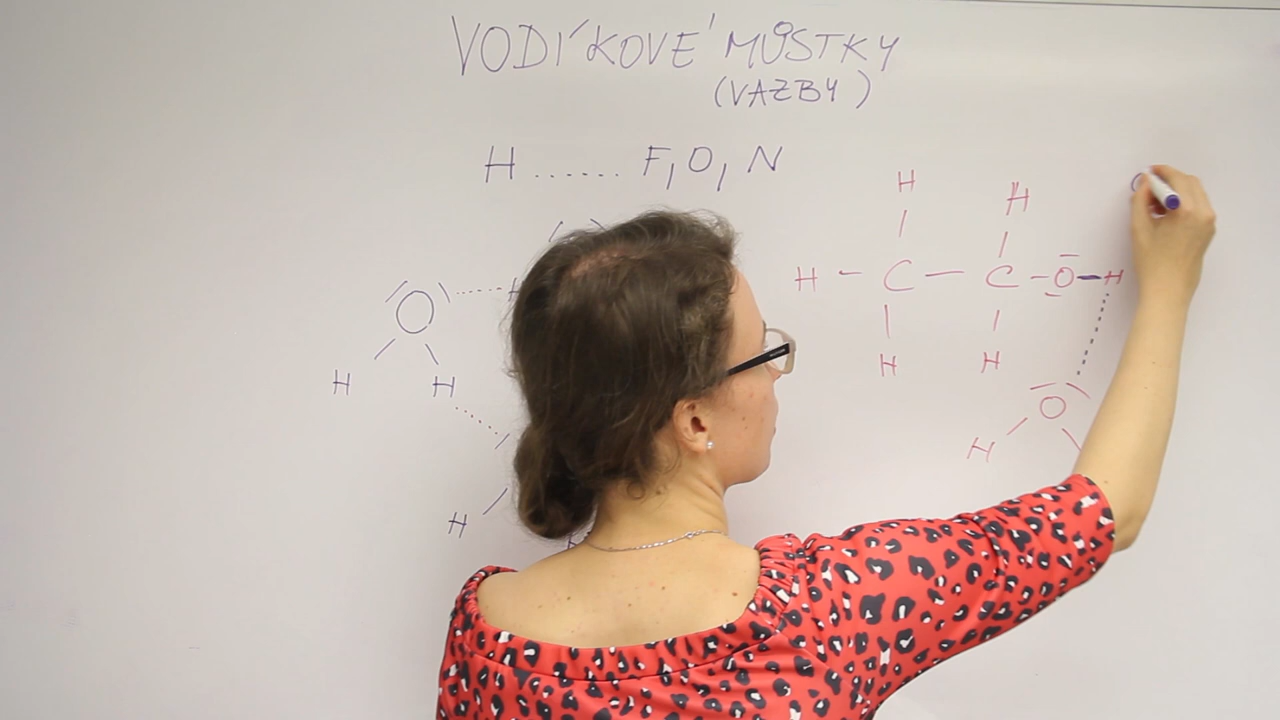 VODÍKOVÉ MŮSTKY
(VAZBY)
H ...... F, O, N
H H
H – C – C – O – H
H H
O H
H H
O
H
H